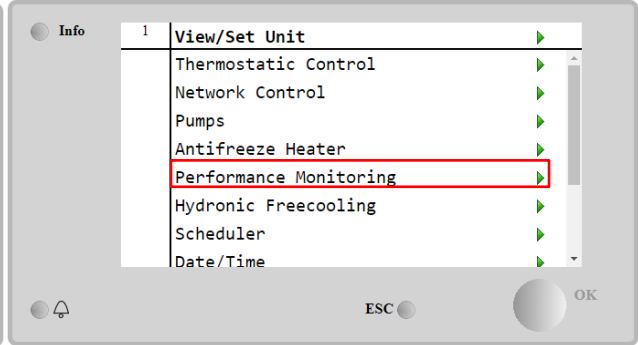 Info
1
View/Set Unit
Thermostatic Control
Network Control
Pumps
Antifreeze Heater
Performance Monitoring
Hydronic Freecooling
Scheduler
Date/Time
ESC
OK